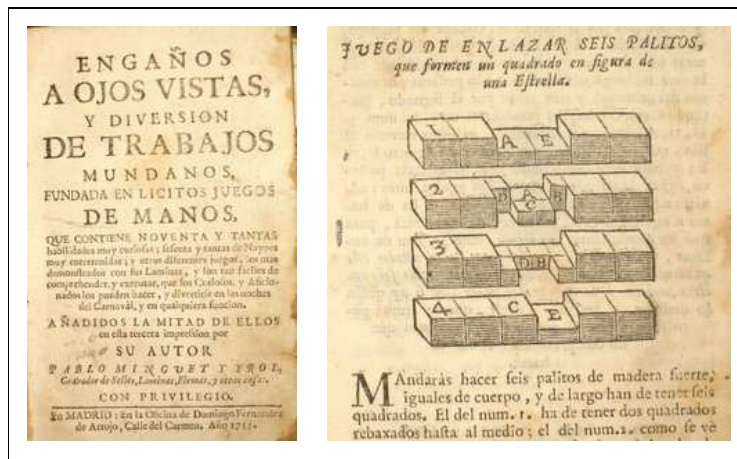 ENGAÑOS
A OJOS VISTAS,
Y DIVERSION
DE TRABAJOS
MUNDANOS,
FUNDADA EN LICITOS JUEGOS
DE MANOS,
QUE CONTIENE NOVENTA Y TANTAS
habilidades muy curiosas; sesenta y tantas de Naypes
muy entretenidas; y otros diferentes juegos, los mas
demonstrados con sus Laminas, y son tan faciles de
comprehender, y executar, que los Curiosos, y Aficio-
nados los pueden hacer, y divertirse en las noches
del Carnavàl, y en qualquiera funcion.
AÑADIDOS LA MITAD DE ELLOS
en esta tercera impression por
SU AUTOR
PABLO MINGUET Y YROL,
Grabador de Sellos, Laminas, Firmas, y otras cosas.
CON PRIVILEGIO.
En MADRID: En la Oficina de Domingo Fernandez
de Arrojo, Calle del Carmen. Año
JUEGO DE ENLAZAR SEIS PALITOS,
que formen un quadrado en figura de
una Estrella.
1 A E
2 D A C B
3 D B
4 C E
MAndaràs hacer seis palitos de madera fuerte,
iguales de cuerpo, y de largo han de tener seis
quadrados. El del num. 1. ha de tener dos quadrados
rebaxados hasta al medio; el del num. 2. como se vé